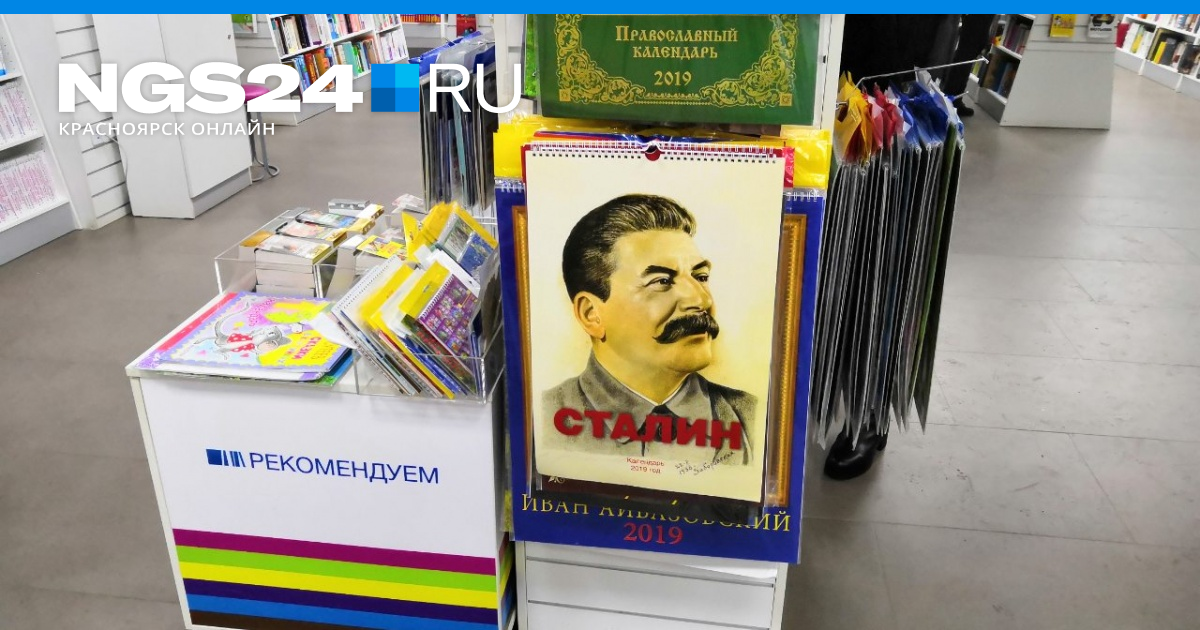 NGS24 RU
КРАСНОЯРСК ОНЛАЙН
ПРАВОСЛАВНЫЙ
КАЛЕНДАРЬ
2019
СТАЛИН
Календарь
2019 год
ИВАН АЙВАЗОВСКИЙ
2019
РЕКОМЕНДУЕМ